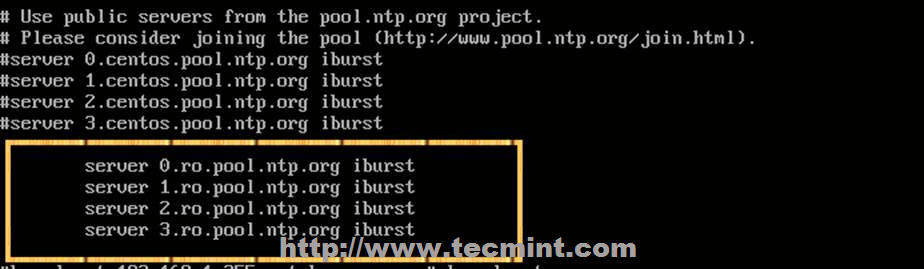 # Use public servers from the pool.ntp.org project.
# Please consider joining the pool (http://www.pool.ntp.org/join.html).
#server 0.centos.pool.ntp.org iburst
#server 1.centos.pool.ntp.org iburst
#server 2.centos.pool.ntp.org iburst
#server 3.centos.pool.ntp.org iburst
server 0.ro.pool.ntp.org iburst
server 1.ro.pool.ntp.org iburst
server 2.ro.pool.ntp.org iburst
server 3.ro.pool.ntp.org iburst
http://www.tecmint.com